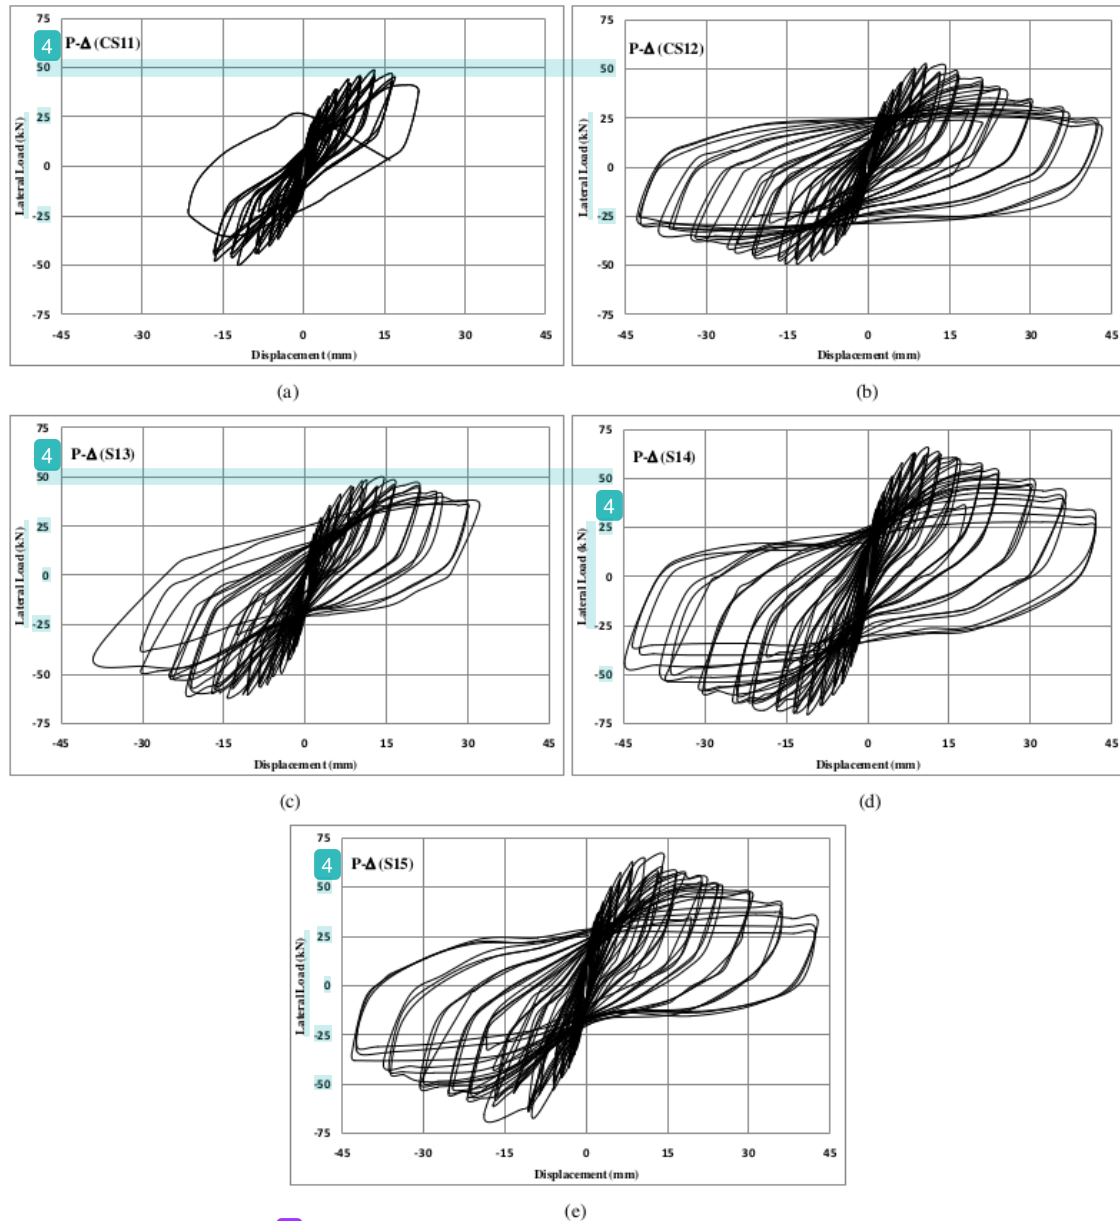 75
4 P-Δ (CS11)
50
25
0
-25
-50
-75
Lateral Load (kN)
-45 -30 -15 0 15 30 45
Displacement (mm)
(a)
75
P-Δ (CS12)
50
25
0
-25
-50
-75
Lateral Load (kN)
-45 -30 -15 0 15 30 45
Displacement (mm)
(b)
75
4 P-Δ (S13)
50
25
0
-25
-50
-75
Lateral Load (kN)
-45 -30 -15 0 15 30 45
Displacement (mm)
(c)
75
P-Δ (S14)
50
4
25
0
-25
-50
-75
Lateral Load (kN)
-45 -30 -15 0 15 30 45
Displacement (mm)
(d)
75
4 P-Δ (S15)
50
25
0
-25
-50
-75
Lateral Load (kN)
-45 -30 -15 0 15 30 45
Displacement (mm)
(e)